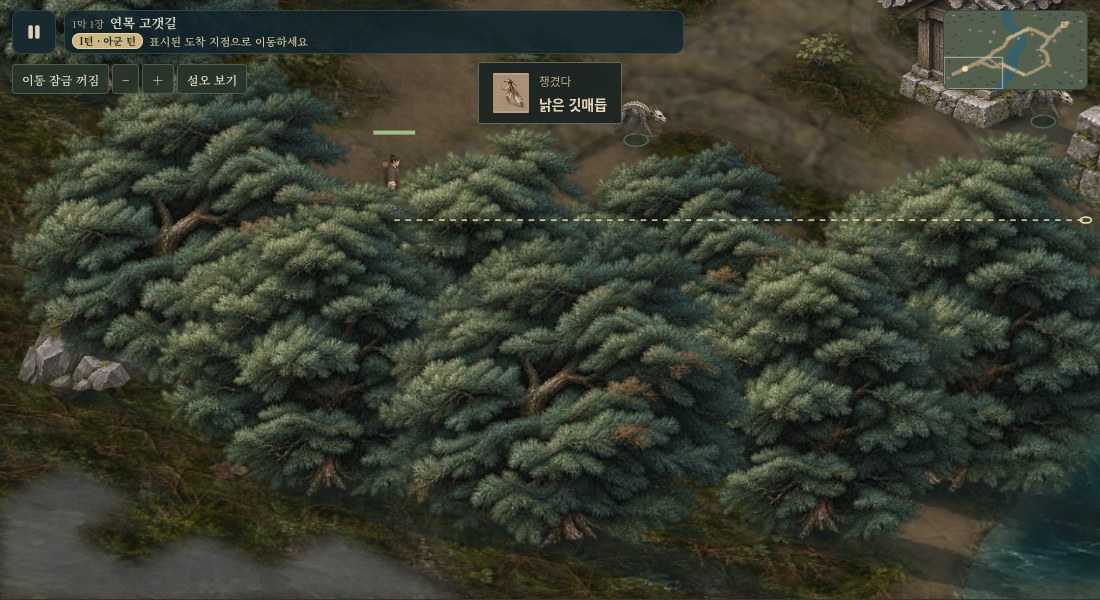 1막 1장 연목 고갯길
1턴 · 아군 턴 표시된 도착 지점으로 이동하세요
이동 잠금 꺼짐 − + 설오 보기
챙겼다
낡은 깃매듭